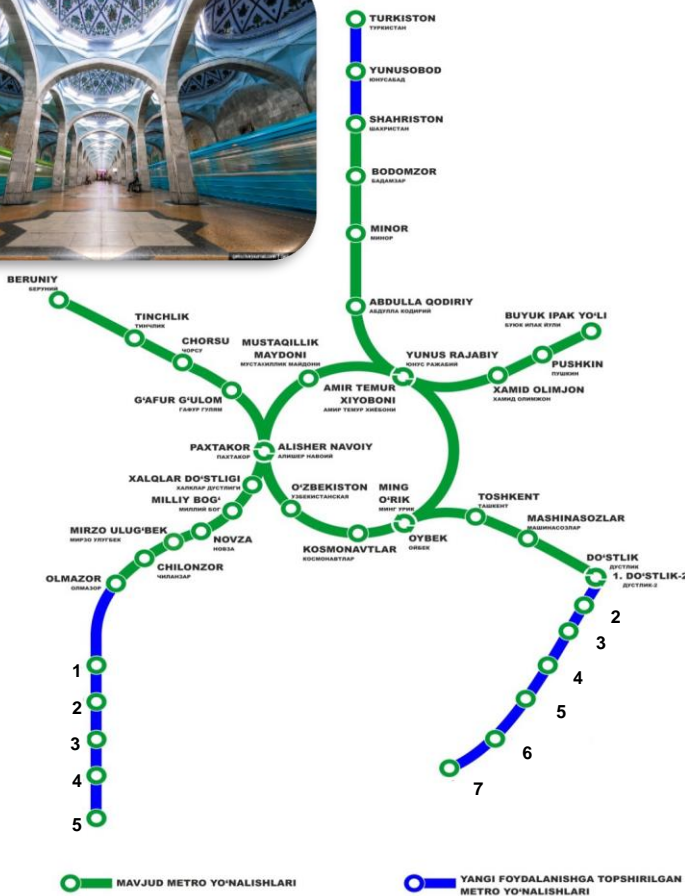 TURKISTON
ТУРКИСТАН
YUNUSOBOD
ЮНУСАБАД
SHAHRISTON
ШАХРИСТАН
BODOMZOR
БАДАМЗАР
MINOR
МИНОР
BERUNIY
БЕРУНИЙ
ABDULLA QODIRIY
АБДУЛЛА КОДИРИЙ
TINCHLIK
ТИНЧЛИК
BUYUK IPAK YO'LI
БУЮК ИПАК ЙУЛИ
CHORSU
ЧОРСУ
MUSTAQILLIK
MAYDONI
МУСТАКИЛЛИК МАЙДОНИ
YUNUS RAJABIY
ЮНУС РАЖАБИЙ
PUSHKIN
ПУШКИН
G'AFUR G'ULOM
ГАФУР ГУЛЯМ
AMIR TEMUR
XIYOBONI
АМИР ТЕМУР ХИЁБОНИ
XAMID OLIMJON
ХАМИД ОЛИМЖОН
PAXTAKOR
ПАХТАКОР
ALISHER NAVOIY
АЛИШЕР НАВОИЙ
XALQLAR DO'STLIGI
ХАЛКЛАР ДУСТЛИГИ
MILLIY BOG'
МИЛЛИЙ БОГ
O'ZBEKISTON
УЗБЕКИСТАНСКАЯ
MING
O'RIK
МИНГ УРИК
TOSHKENT
ТАШКЕНТ
MIRZO ULUG'BEK
МИРЗО УЛУГБЕК
NOVZA
НОВЗА
OYBEK
ОЙБЕК
MASHINASOZLAR
МАШИНАСОЗЛАР
KOSMONAVTLAR
КОСМОНАВТЛАР
CHILONZOR
ЧИЛАНЗАР
OLMAZOR
ОЛМАЗОР
DO'STLIK
ДУСТЛИК
1. DO'STLIK-2
ДУСТЛИК-2
2
3
4
5
6
7
1
2
3
4
5
MAVJUD METRO YO'NALISHLARI
YANGI FOYDALANISHGA TOPSHIRILGAN
METRO YO'NALISHLARI